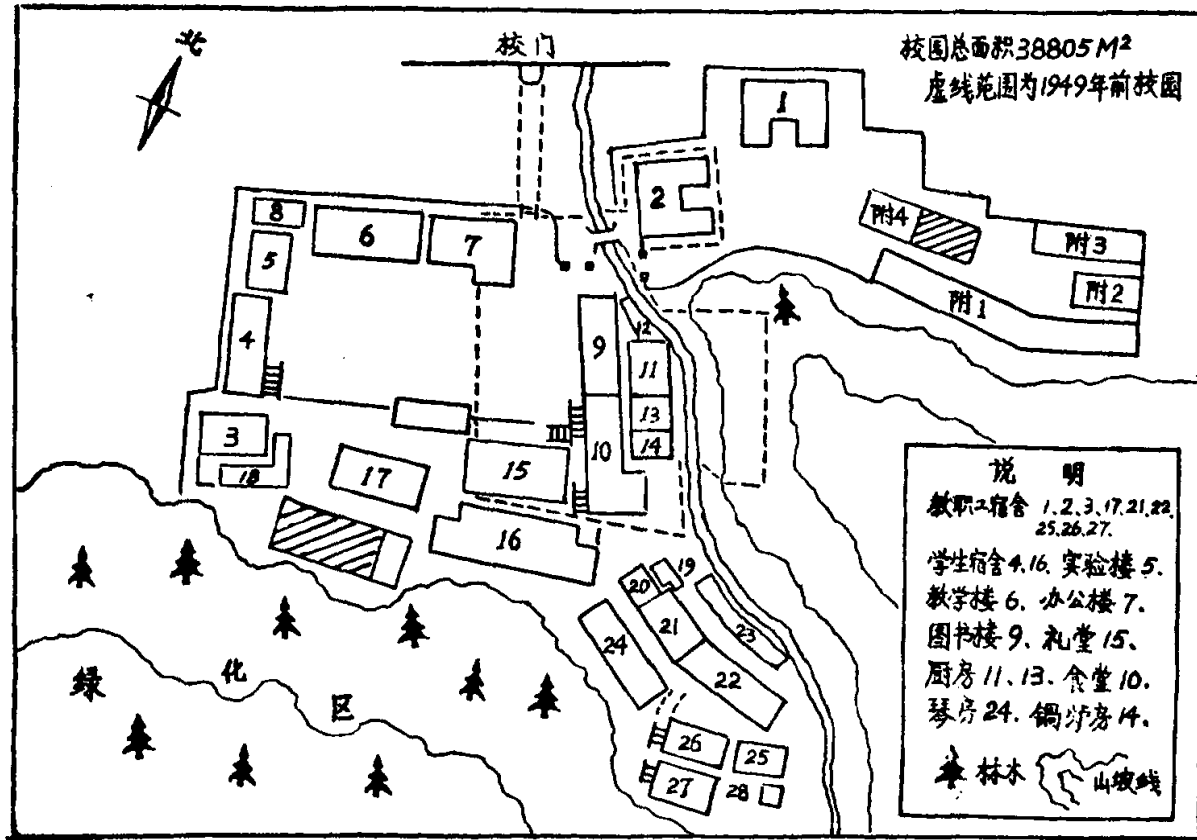 北
校门
校园总面积38805M²
虚线范围为1949年前校园
1
2
附4
附3
附2
附1
8
6
7
5
4
12
9
11
13
14
10
3
18
17
15
16
19
20
21
23
24
22
26
25
27
28
绿化区
说 明
教职工宿舍 1.2.3.17.21.22.
25.26.27.
学生宿舍4.16. 实验楼5.
教学楼6. 办公楼7.
图书楼9. 礼堂15.
厨房11、13. 食堂10.
琴房24. 锅炉房14.
林木 山坡线